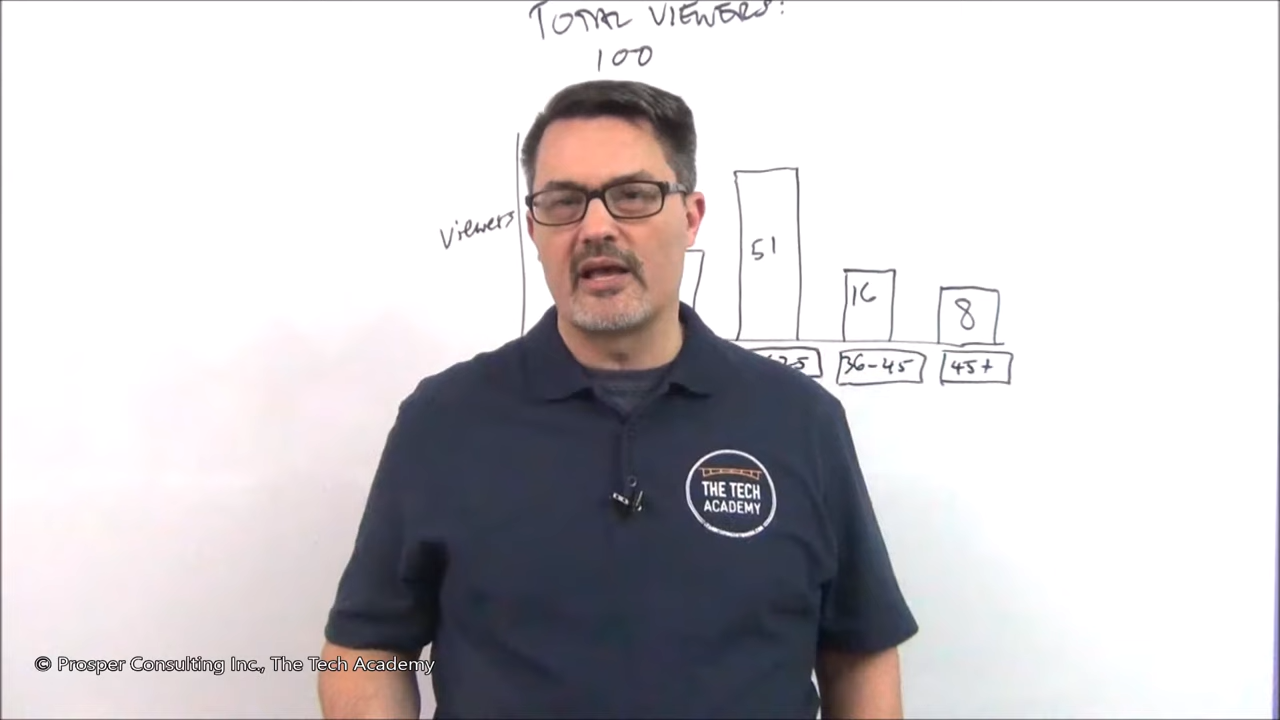 TOTAL VIEWERS:
100
Viewers
51
16
8
36-45
45+
THE TECH
ACADEMY
© Prosper Consulting Inc., The Tech Academy